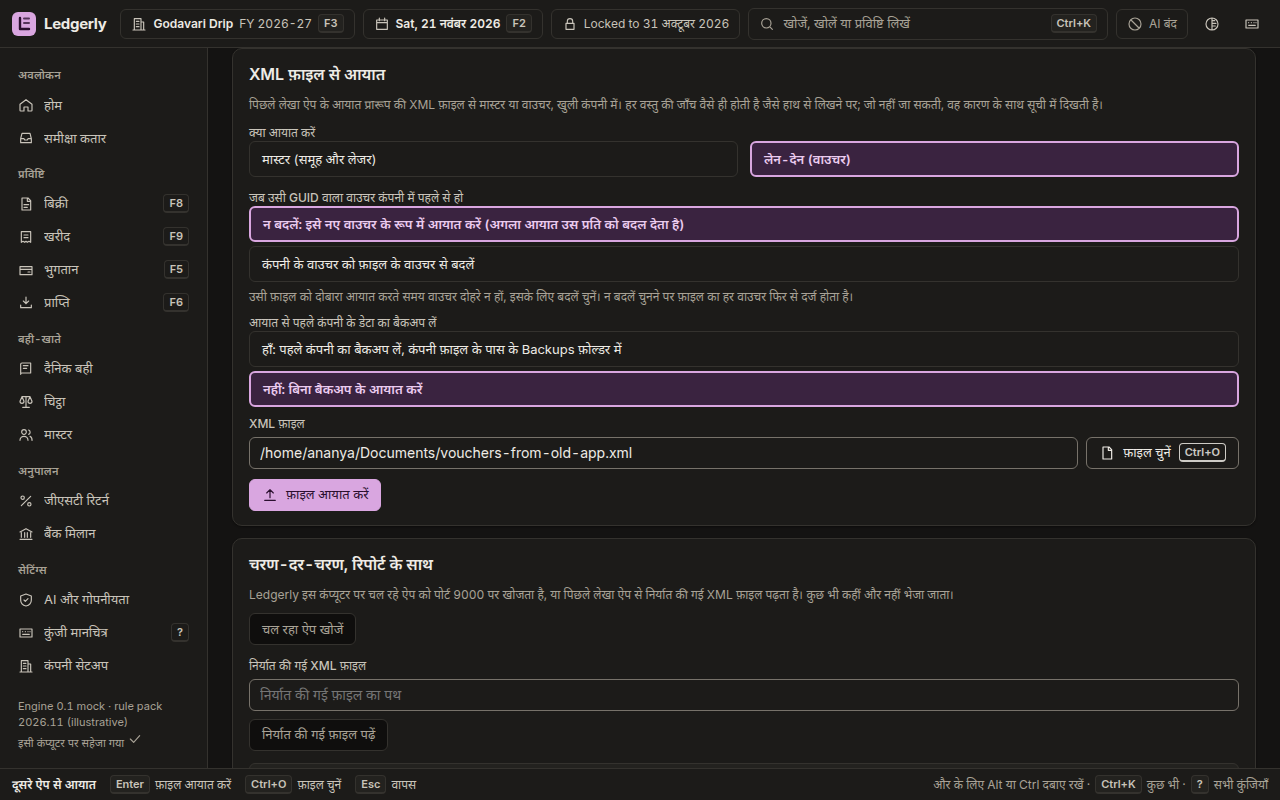 Ledgerly
Godavari Drip FY 2026-27 F3
Sat, 21 नवंबर 2026 F2
Locked to 31 अक्टूबर 2026
खोजें, खोलें या प्रविष्टि लिखें Ctrl+K
AI बंद
अवलोकन
होम
समीक्षा कतार
प्रविष्टि
बिक्री F8
खरीद F9
भुगतान F5
प्राप्ति F6
बही-खाते
दैनिक बही
चिट्ठा
मास्टर
अनुपालन
जीएसटी रिटर्न
बैंक मिलान
सेटिंग्स
AI और गोपनीयता
कुंजी मानचित्र ?
कंपनी सेटअप
Engine 0.1 mock · rule pack
2026.11 (illustrative)
इसी कंप्यूटर पर सहेजा गया
XML फ़ाइल से आयात
पिछले लेखा ऐप के आयात प्रारूप की XML फ़ाइल से मास्टर या वाउचर, खुली कंपनी में। हर वस्तु की जाँच वैसे ही होती है जैसे हाथ से लिखने पर; जो नहीं जा सकती, वह कारण के साथ सूची में दिखती है।
क्या आयात करें
मास्टर (समूह और लेजर)
लेन-देन (वाउचर)
जब उसी GUID वाला वाउचर कंपनी में पहले से हो
न बदलें: इसे नए वाउचर के रूप में आयात करें (अगला आयात उस प्रति को बदल देता है)
कंपनी के वाउचर को फ़ाइल के वाउचर से बदलें
उसी फ़ाइल को दोबारा आयात करते समय वाउचर दोहरे न हों, इसके लिए बदलें चुनें। न बदलें चुनने पर फ़ाइल का हर वाउचर फिर से दर्ज होता है।
आयात से पहले कंपनी के डेटा का बैकअप लें
हाँ: पहले कंपनी का बैकअप लें, कंपनी फ़ाइल के पास के Backups फ़ोल्डर में
नहीं: बिना बैकअप के आयात करें
XML फ़ाइल
/home/ananya/Documents/vouchers-from-old-app.xml
फ़ाइल चुनें Ctrl+O
फ़ाइल आयात करें
चरण-दर-चरण, रिपोर्ट के साथ
Ledgerly इस कंप्यूटर पर चल रहे ऐप को पोर्ट 9000 पर खोजता है, या पिछले लेखा ऐप से निर्यात की गई XML फ़ाइल पढ़ता है। कुछ भी कहीं और नहीं भेजा जाता।
चल रहा ऐप खोजें
निर्यात की गई XML फ़ाइल
निर्यात की गई फ़ाइल का पथ
निर्यात की गई फ़ाइल पढ़ें
दूसरे ऐप से आयात Enter फ़ाइल आयात करें Ctrl+O फ़ाइल चुनें Esc वापस
और के लिए Alt या Ctrl दबाए रखें · Ctrl+K कुछ भी · ? सभी कुंजियाँ